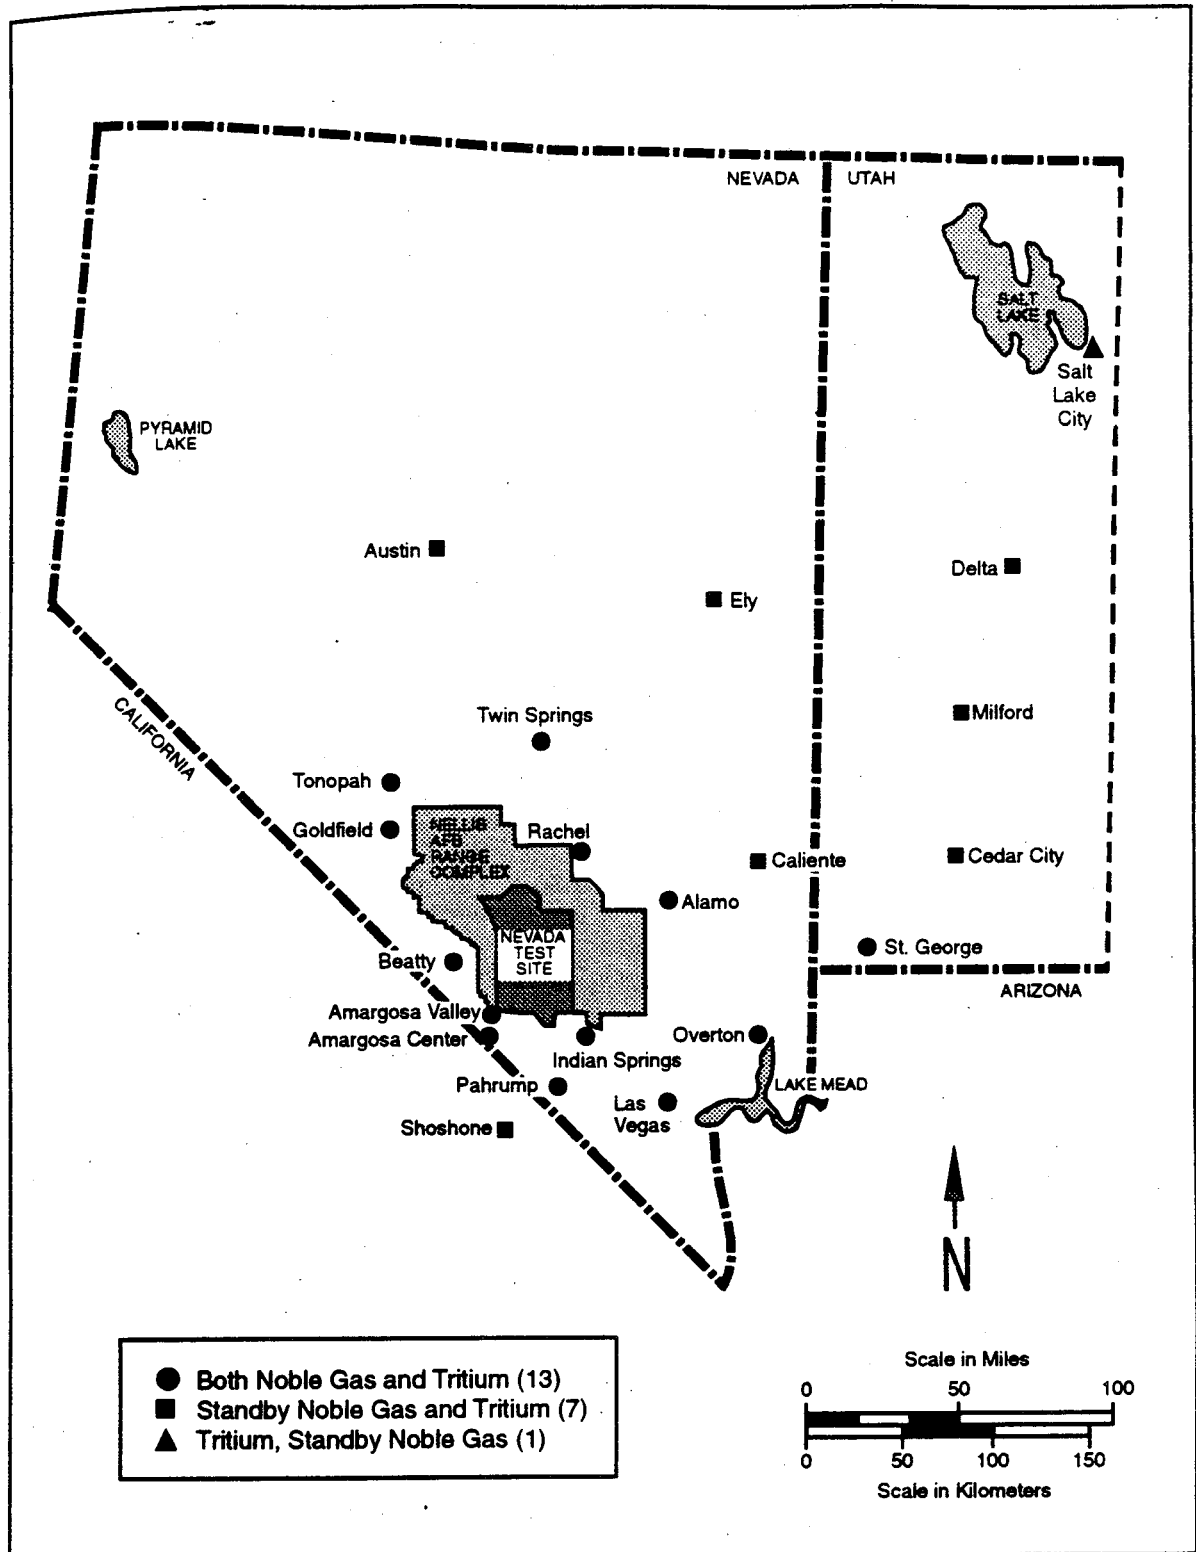 NEVADA
UTAH
SALT
LAKE
Salt
Lake
City
PYRAMID
LAKE
Austin
Delta
Ely
CALIFORNIA
Twin Springs
Milford
Tonopah
Goldfield
NELLIS
AFB
RANGE
COMPLEX
Rachel
Caliente
Cedar City
Alamo
NEVADA
TEST
SITE
St. George
Beatty
ARIZONA
Amargosa Valley
Amargosa Center
Overton
Indian Springs
Pahrump
LAKE MEAD
Las
Vegas
Shoshone
N
Both Noble Gas and Tritium (13)
Standby Noble Gas and Tritium (7)
Tritium, Standby Noble Gas (1)
Scale in Miles
0 50 100
0 50 100 150
Scale in Kilometers